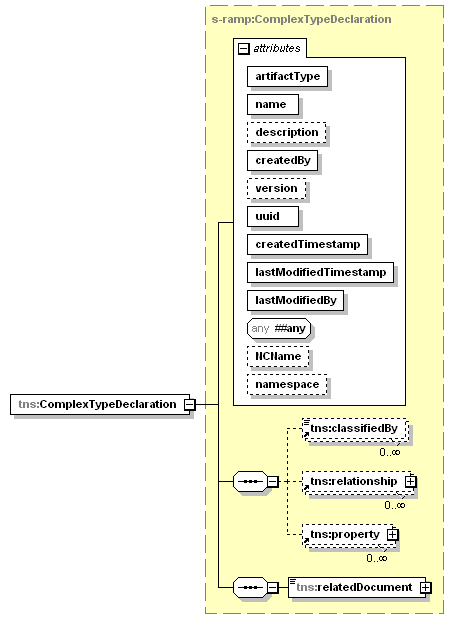 s-ramp:ComplexTypeDeclaration
attributes
artifactType
name
description
createdBy
version
uuid
createdTimestamp
lastModifiedTimestamp
lastModifiedBy
any ##any
NCName
namespace
tns:ComplexTypeDeclaration
tns:classifiedBy
0..∞
tns:relationship
0..∞
tns:property
0..∞
tns:relatedDocument